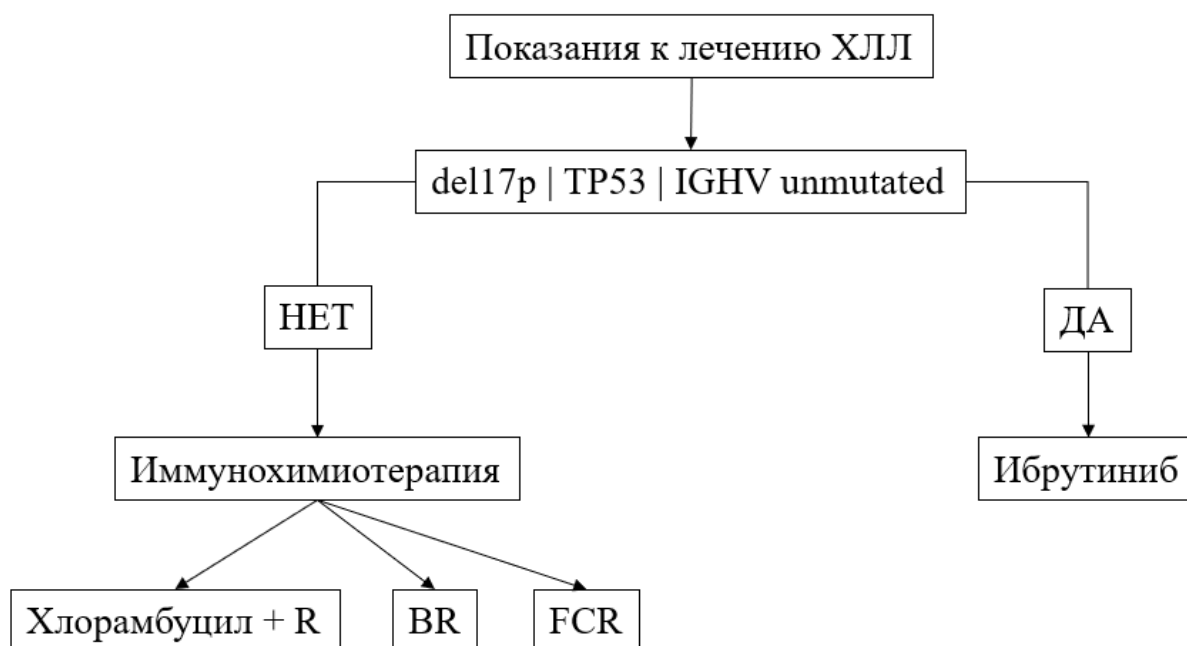 Показания к лечению ХЛЛ
del17p | TP53 | IGHV unmutated
НЕТ
ДА
Иммунохимиотерапия
Ибрутиниб
Хлорамбуцил + R
BR
FCR